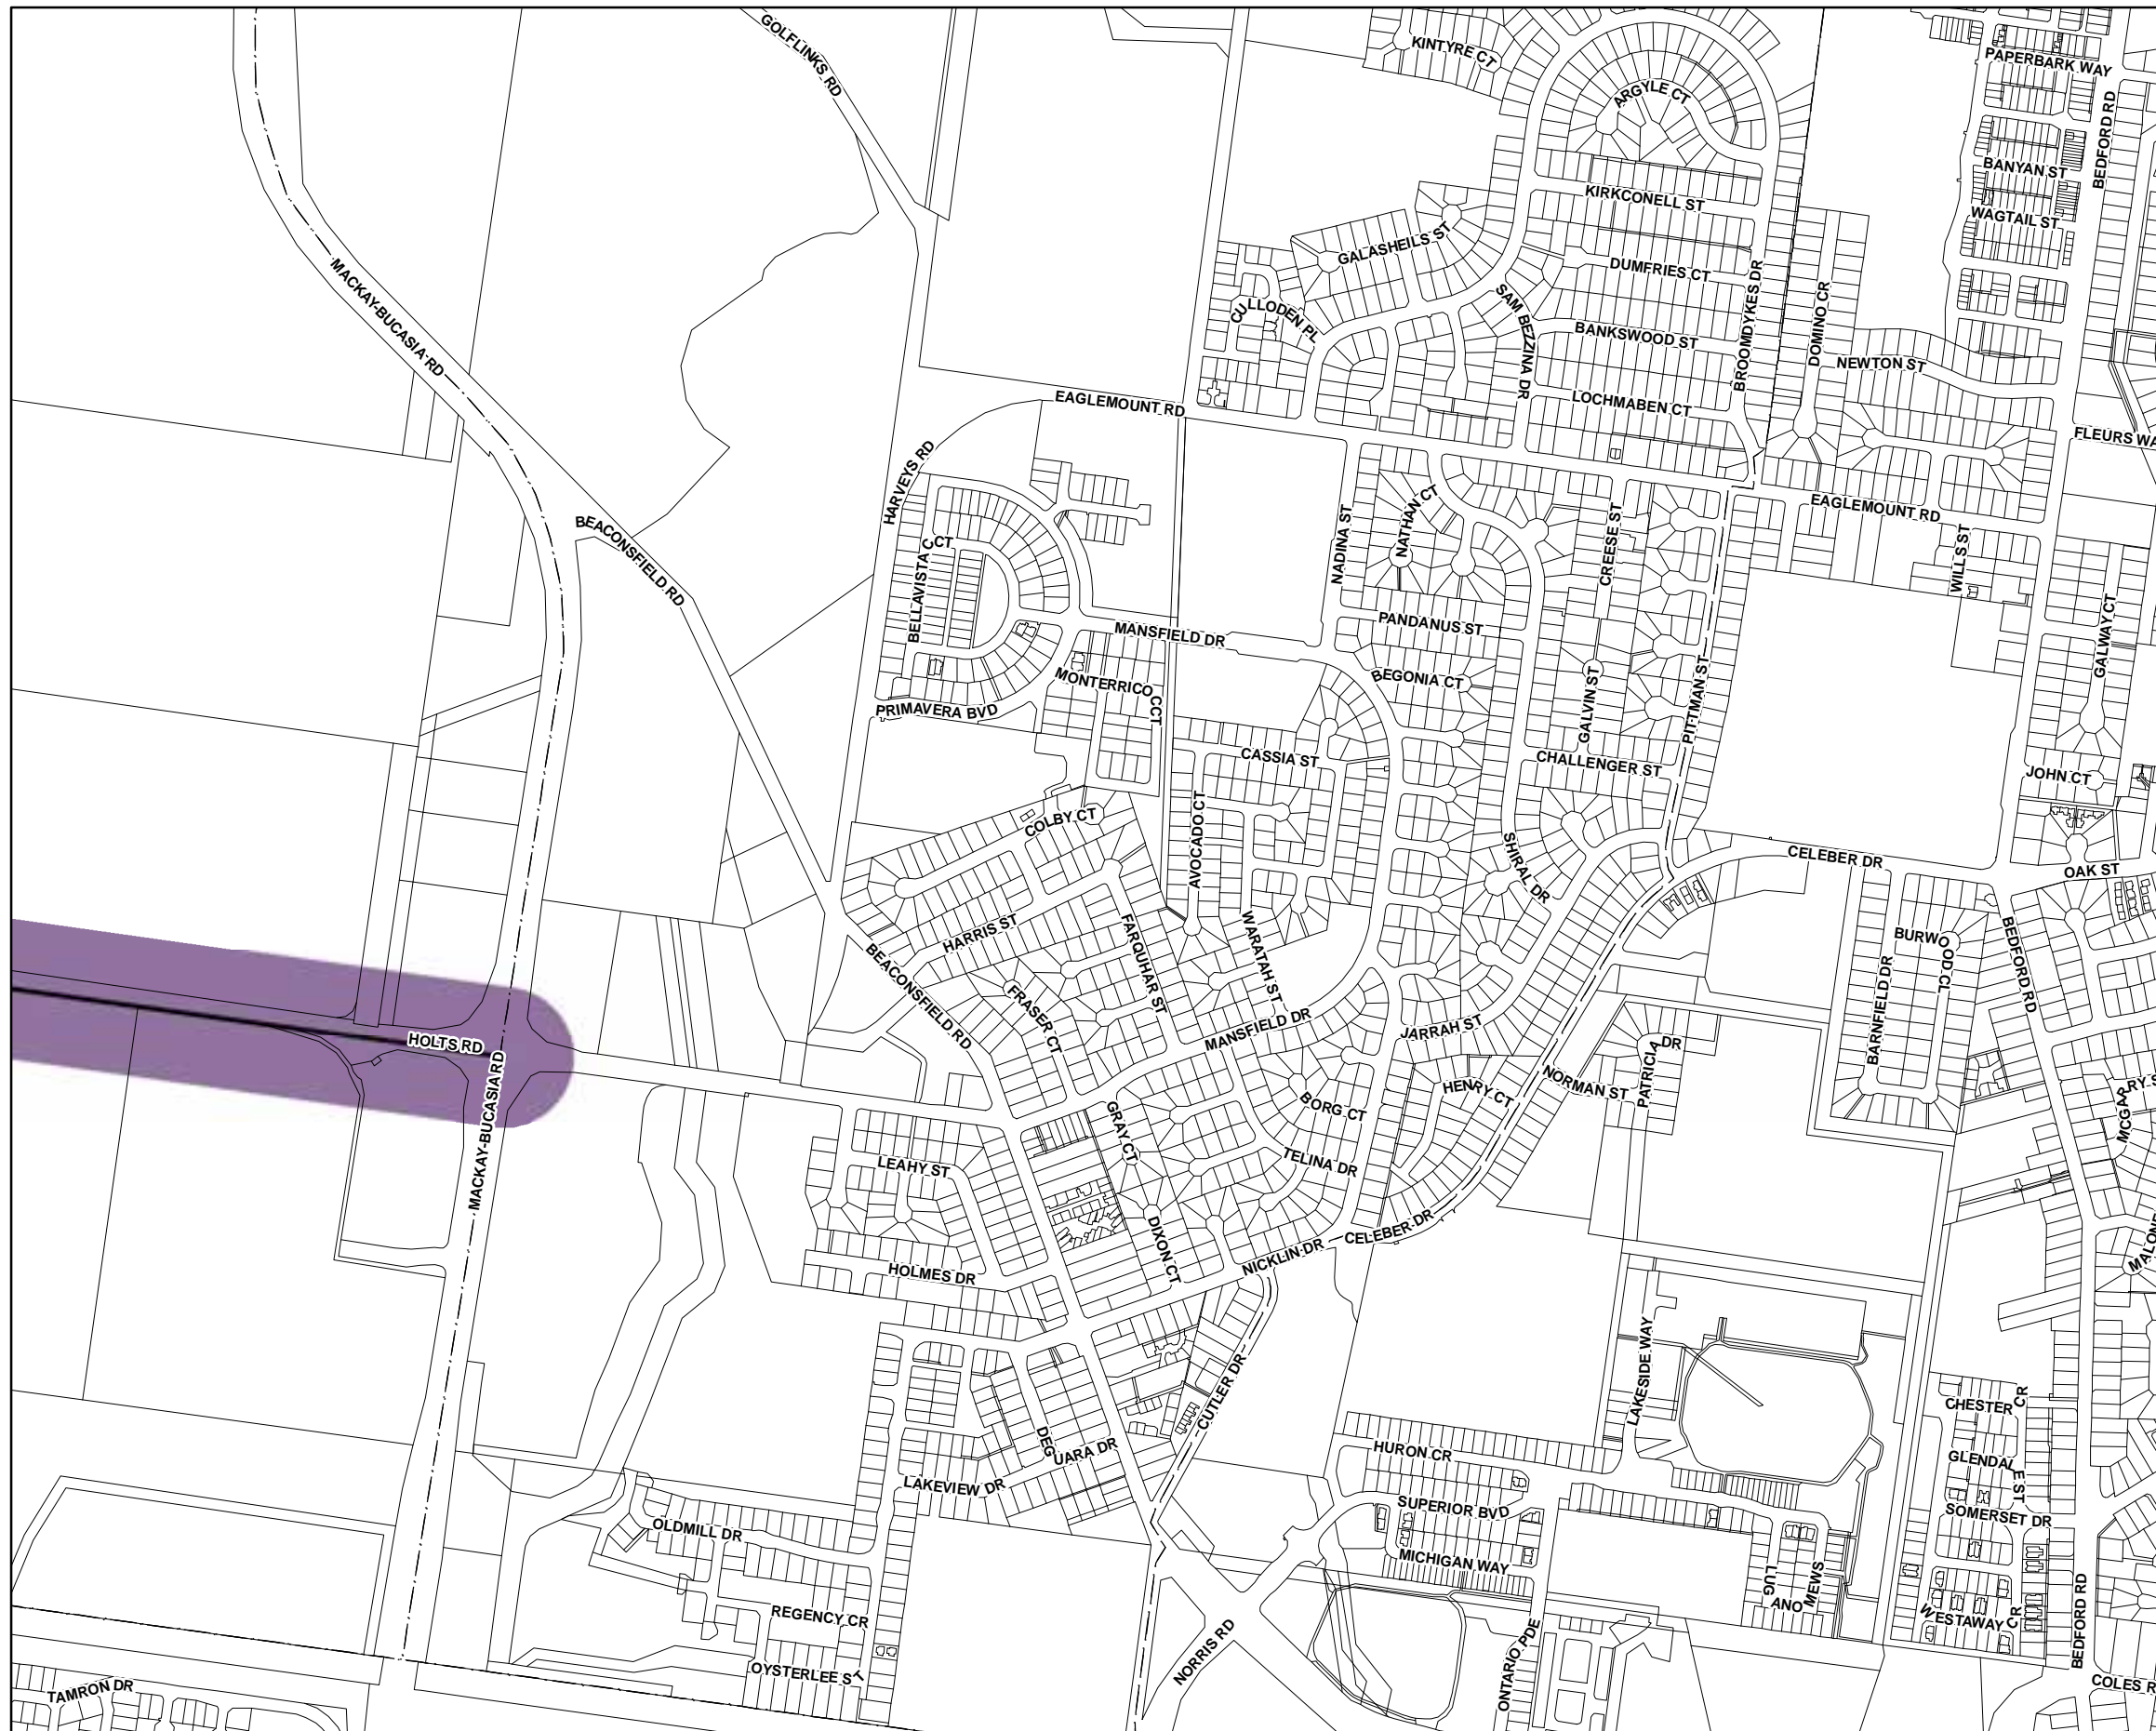 GOLFLINKS RD
KINTYRE CT
PAPERBARK WAY
ARGYLE CT
BEDFORD RD
BANYAN ST
KIRKCONELL ST
WAGTAIL ST
GALASHEILS ST
DUMFRIES CT
MACKAY-BUCASIA RD
CULLODEN PL
SAM BEZZINA DR
BROOMDYKES DR
DOMINO CR
BANKSWOOD ST
NEWTON ST
EAGLEMOUNT RD
LOCHMABEN CT
FLEURS WA
HARVEYS RD
NATHAN CT
EAGLEMOUNT RD
BEACONSFIELD RD
NADINA ST
CREESE ST
WILLS ST
BELLAVISTA CCT
PANDANUS ST
MANSFIELD DR
GALWAY CT
BEGONIA CT
MONTERRICO CCT
GALVIN ST
PITTMAN ST
PRIMAVERA BVD
CASSIA ST
CHALLENGER ST
JOHN CT
COLBY CT
AVOCADO CT
SHIRAL DR
CELEBER DR
OAK ST
HARRIS ST
FARQUHAR ST
WARATAH ST
BURWOOD CL
BEDFORD RD
BEACONSFIELD RD
FRASER CT
BARNFIELD DR
MANSFIELD DR
JARRAH ST
HOLTS RD
PATRICIA DR
MACKAY-BUCASIA RD
HENRY CT
NORMAN ST
BORG CT
GRAY CT
LEAHY ST
TELINA DR
DIXON CT
CELEBER DR
NICKLIN DR
HOLMES DR
LAKESIDE WAY
CUTLER DR
CHESTER CR
DEGUARA DR
HURON CR
GLENDALE ST
LAKEVIEW DR
SUPERIOR BVD
SOMERSET DR
OLDMILL DR
MICHIGAN WAY
LUGANO MEWS
REGENCY CR
WESTAWAY CR
BEDFORD RD
NORRIS RD
ONTARIO PDE
OYSTERLEE ST
TAMRON DR
COLES R